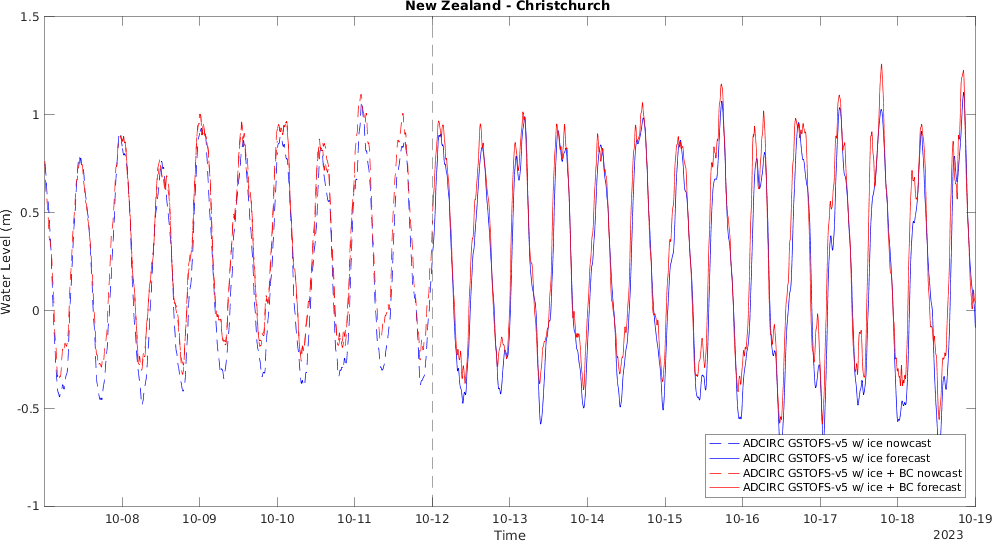 New Zealand - Christchurch
1.5
1
0.5
0
-0.5
-1
Water Level (m)
ADCIRC GSTOFS-v5 w/ ice nowcast
ADCIRC GSTOFS-v5 w/ ice forecast
ADCIRC GSTOFS-v5 w/ ice + BC nowcast
ADCIRC GSTOFS-v5 w/ ice + BC forecast
10-08 10-09 10-10 10-11 10-12 10-13 10-14 10-15 10-16 10-17 10-18 10-19
Time
2023